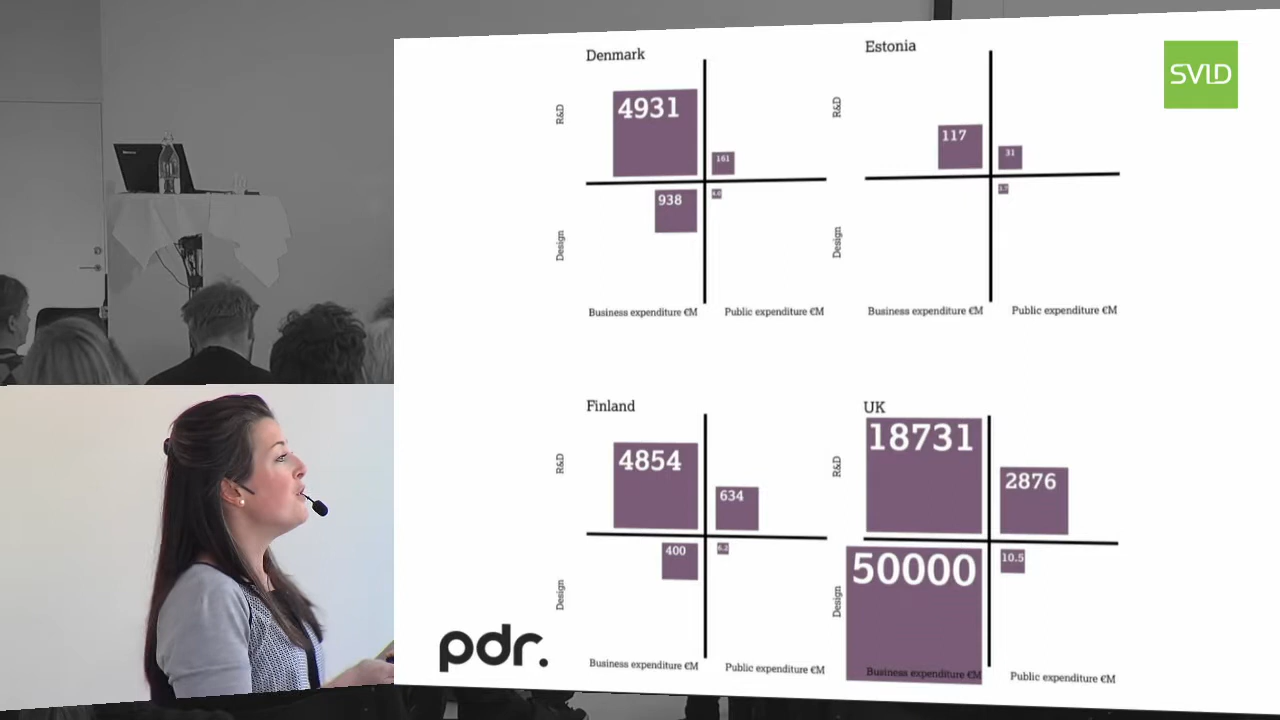 Denmark
R&D
4931
161
938
Design
Business expenditure €M
Public expenditure €M
Estonia
R&D
117
31
Design
Business expenditure €M
Public expenditure €M
SVID
Finland
R&D
4854
634
400
6.2
Design
Business expenditure €M
Public expenditure €M
UK
R&D
18731
2876
50000
10.5
Design
Business expenditure €M
Public expenditure €M
pdr.